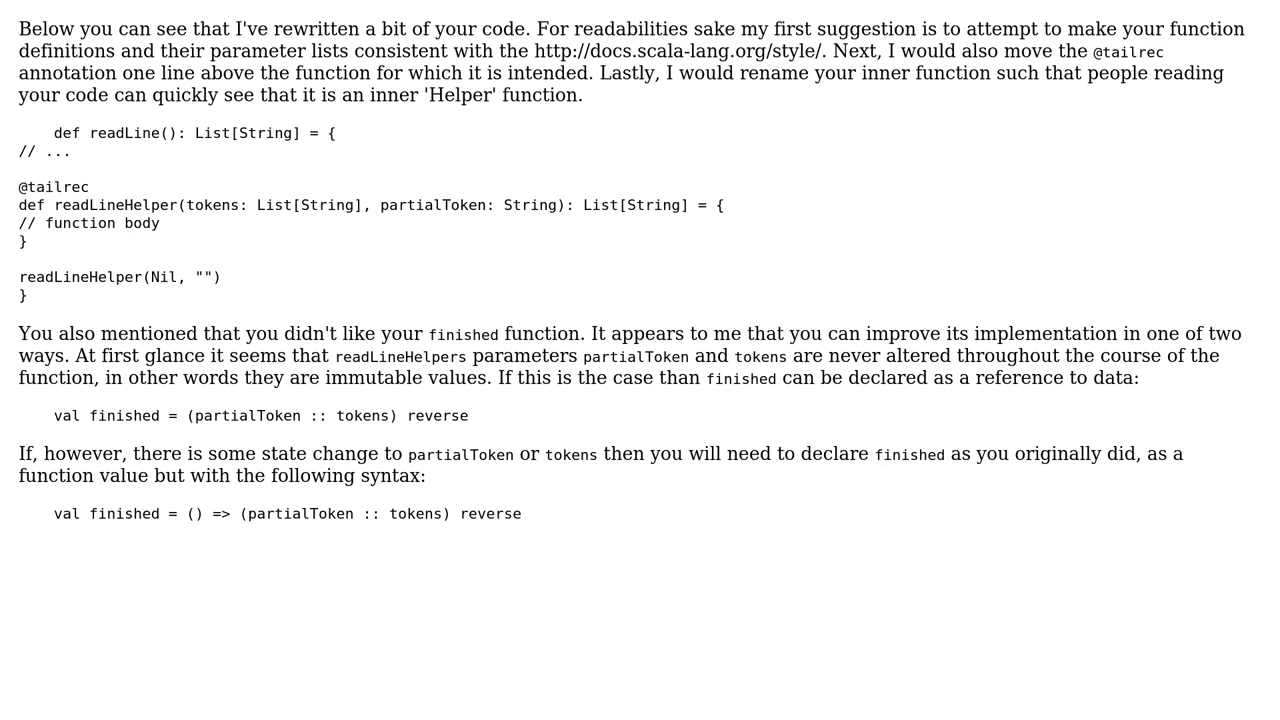 Below you can see that I've rewritten a bit of your code. For readabilities sake my first suggestion is to attempt to make your function
definitions and their parameter lists consistent with the http://docs.scala-lang.org/style/. Next, I would also move the @tailrec
annotation one line above the function for which it is intended. Lastly, I would rename your inner function such that people reading
your code can quickly see that it is an inner 'Helper' function.
    def readLine(): List[String] = {
// ...
@tailrec
def readLineHelper(tokens: List[String], partialToken: String): List[String] = {
// function body
}
readLineHelper(Nil, "")
}
You also mentioned that you didn't like your finished function. It appears to me that you can improve its implementation in one of two
ways. At first glance it seems that readLineHelpers parameters partialToken and tokens are never altered throughout the course of the
function, in other words they are immutable values. If this is the case than finished can be declared as a reference to data:
    val finished = (partialToken :: tokens) reverse
If, however, there is some state change to partialToken or tokens then you will need to declare finished as you originally did, as a
function value but with the following syntax:
    val finished = () => (partialToken :: tokens) reverse